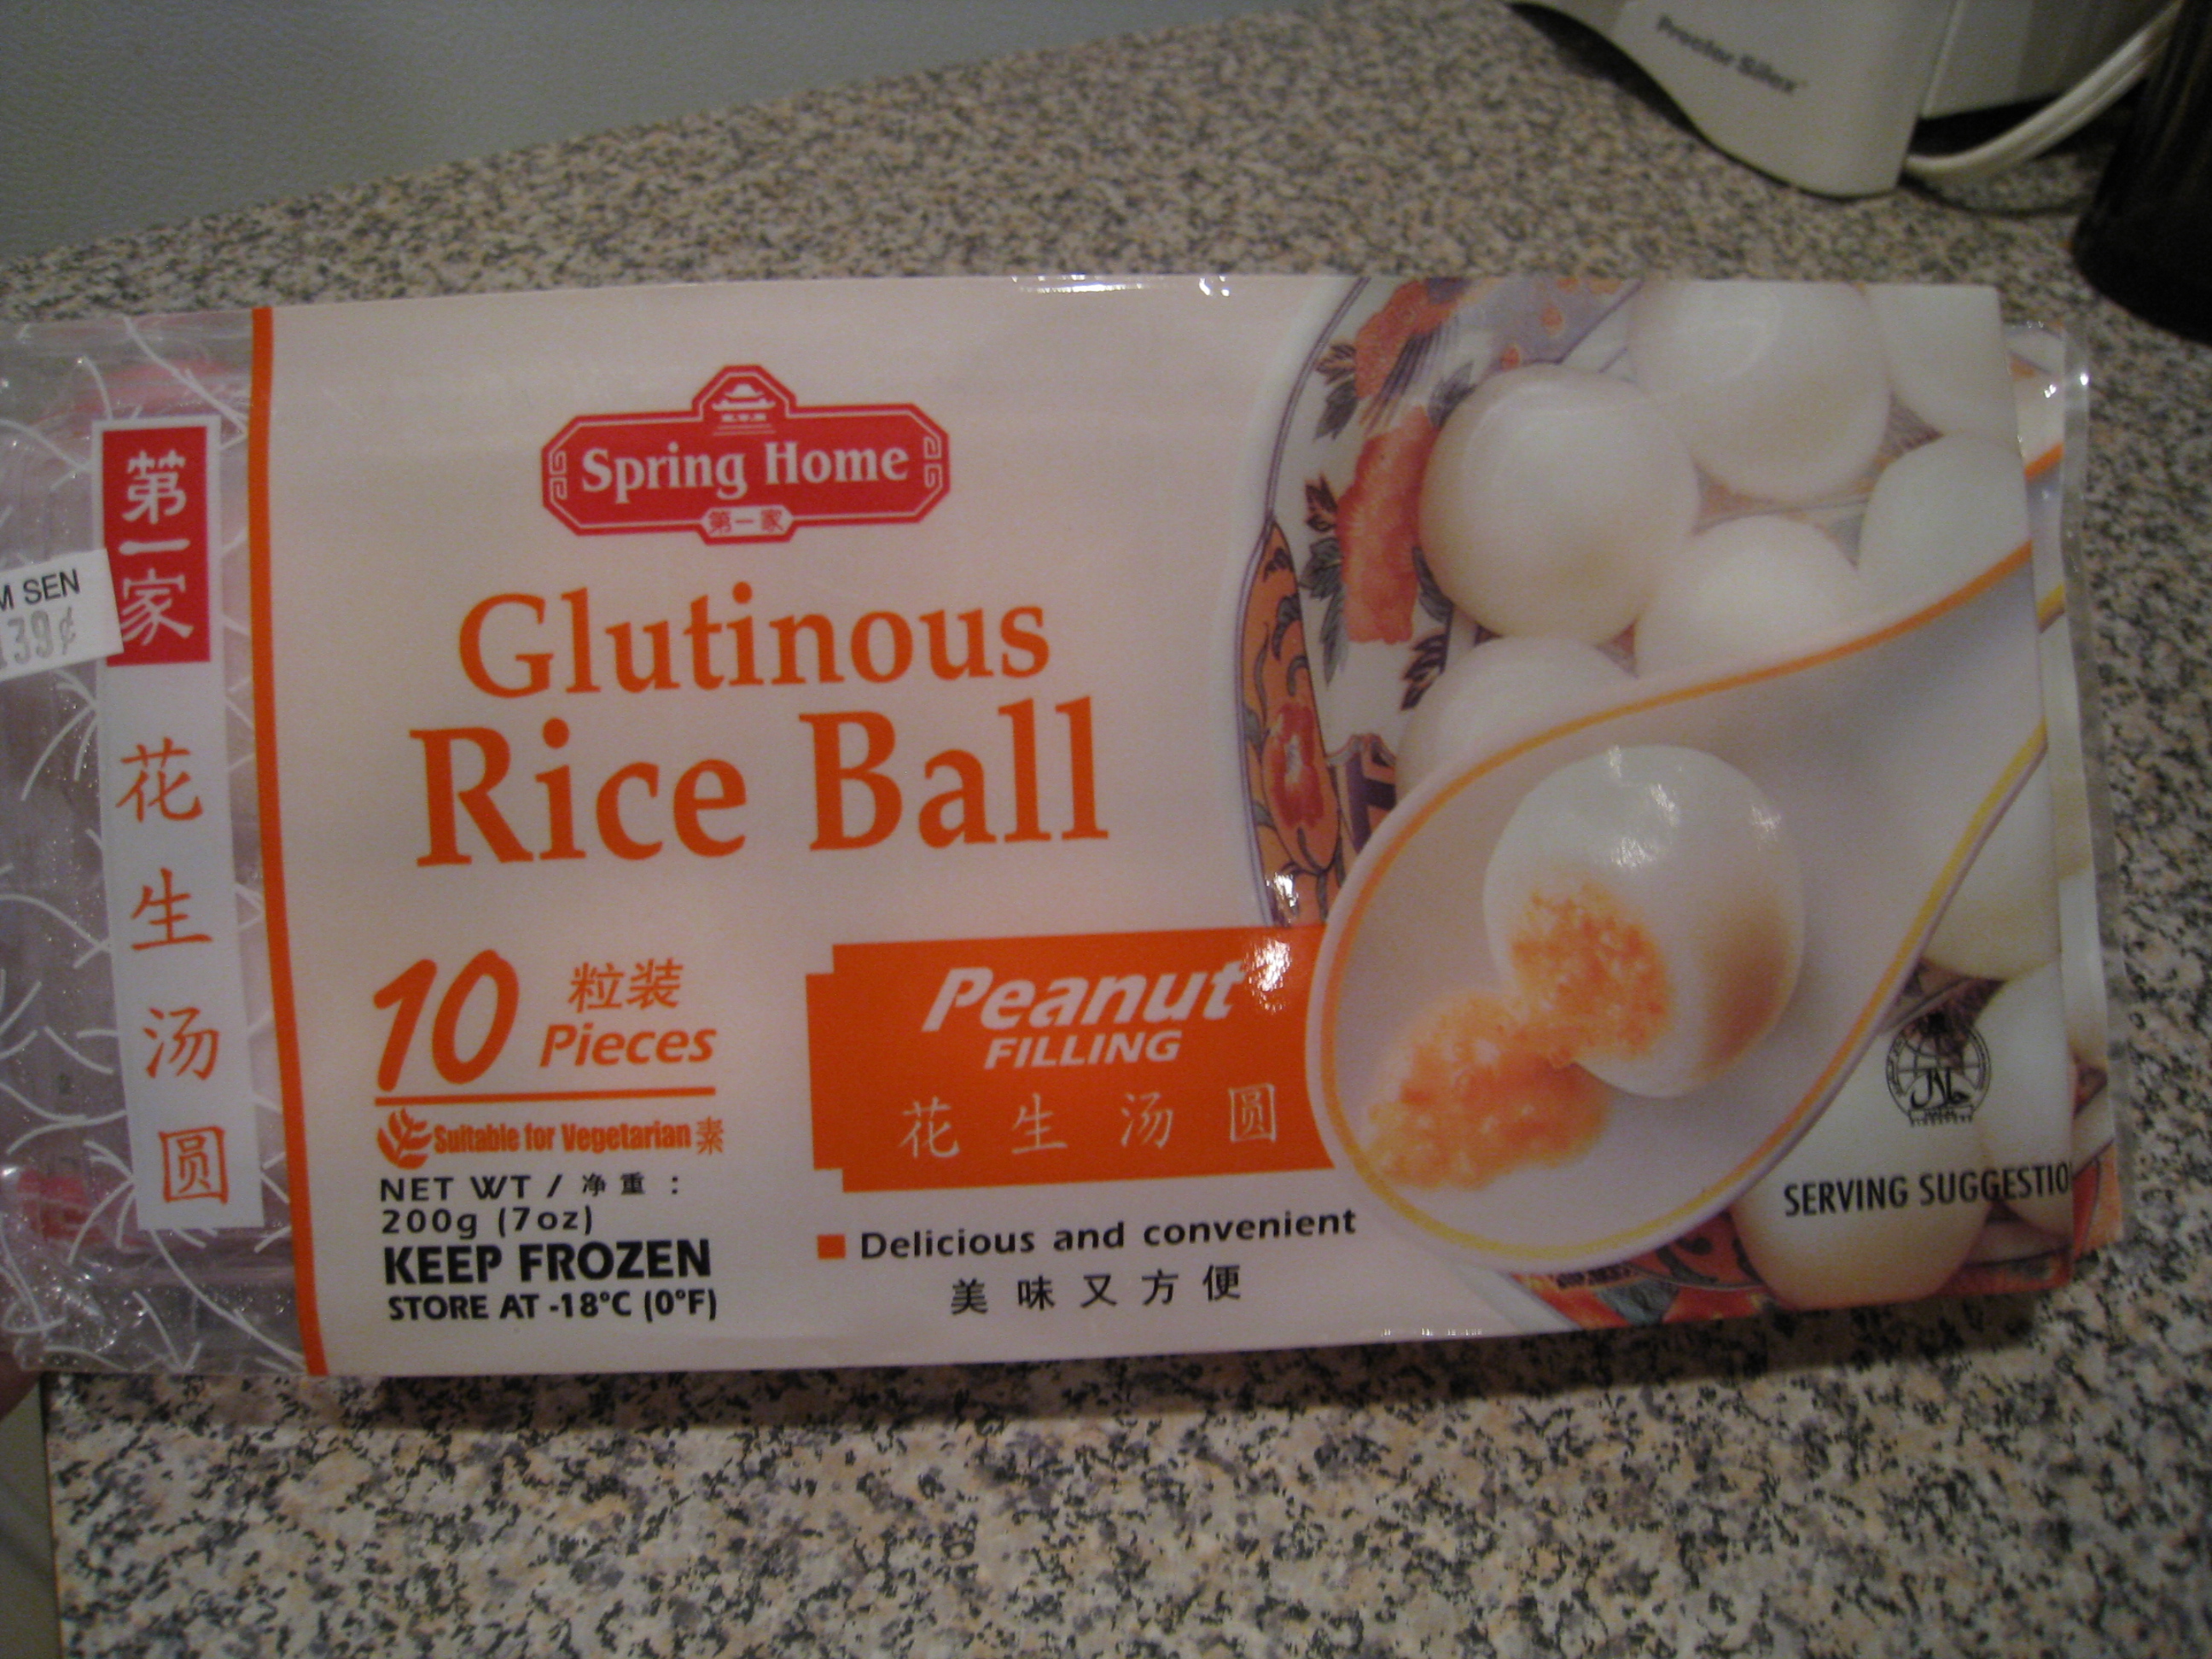 Proctor Silex
Spring Home
第一家
Glutinous
Rice Ball
第一家
花生汤圆
M SEN
139¢
10 粒装
Pieces
Suitable for Vegetarian 素
NET WT / 净重 :
200g (7oz)
KEEP FROZEN
STORE AT -18°C (0°F)
Peanut
FILLING
花生汤圆
Delicious and convenient
美味又方便
SERVING SUGGESTIO